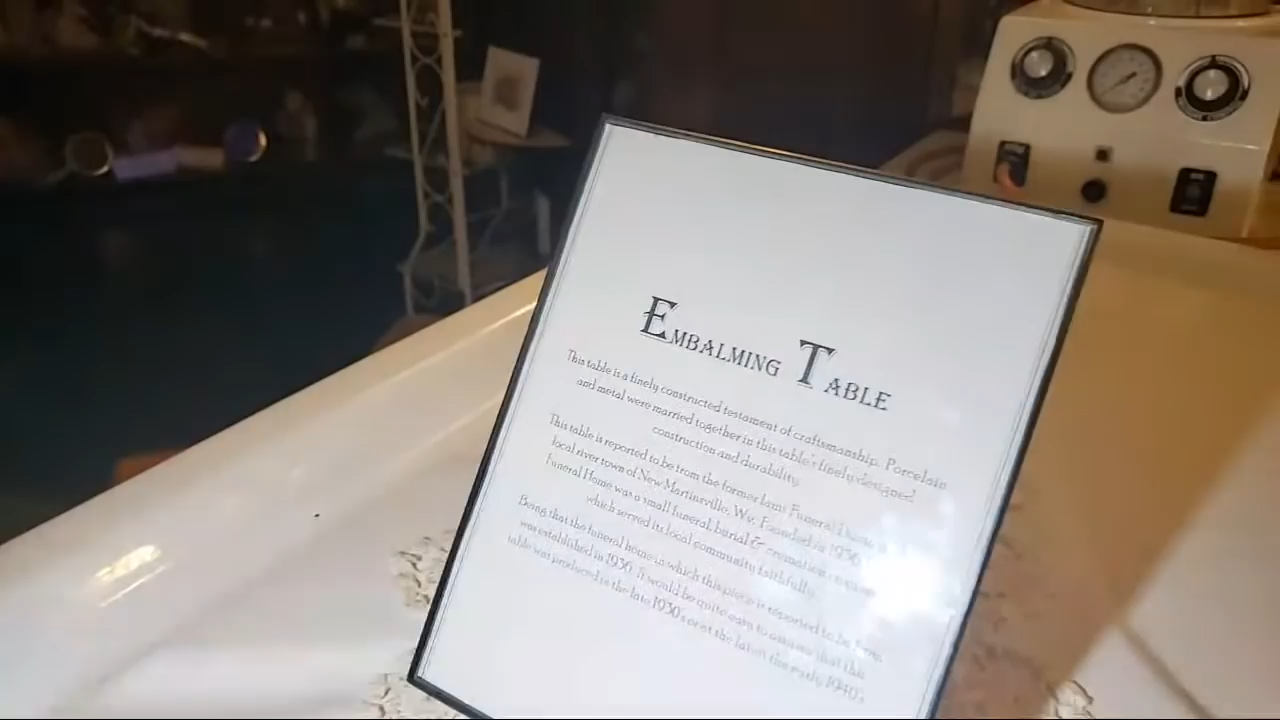 EMBALMING TABLE
This table is a finely constructed testament of craftsmanship. Porcelain
and metal were married together in this table's finely designed
construction and durability.
This table is reported to be from the former Iams Funeral Home
local river town of New Martinsville, Wv. Founded in 1936
Funeral Home was a small funeral, burial & cremation
which served its local community faithfully.
Being that the funeral home in which this piece is reported to be from,
was established in 1936. It would be quite easy to assume that this
table was produced in the late 1930's or at the latest the early 1940's